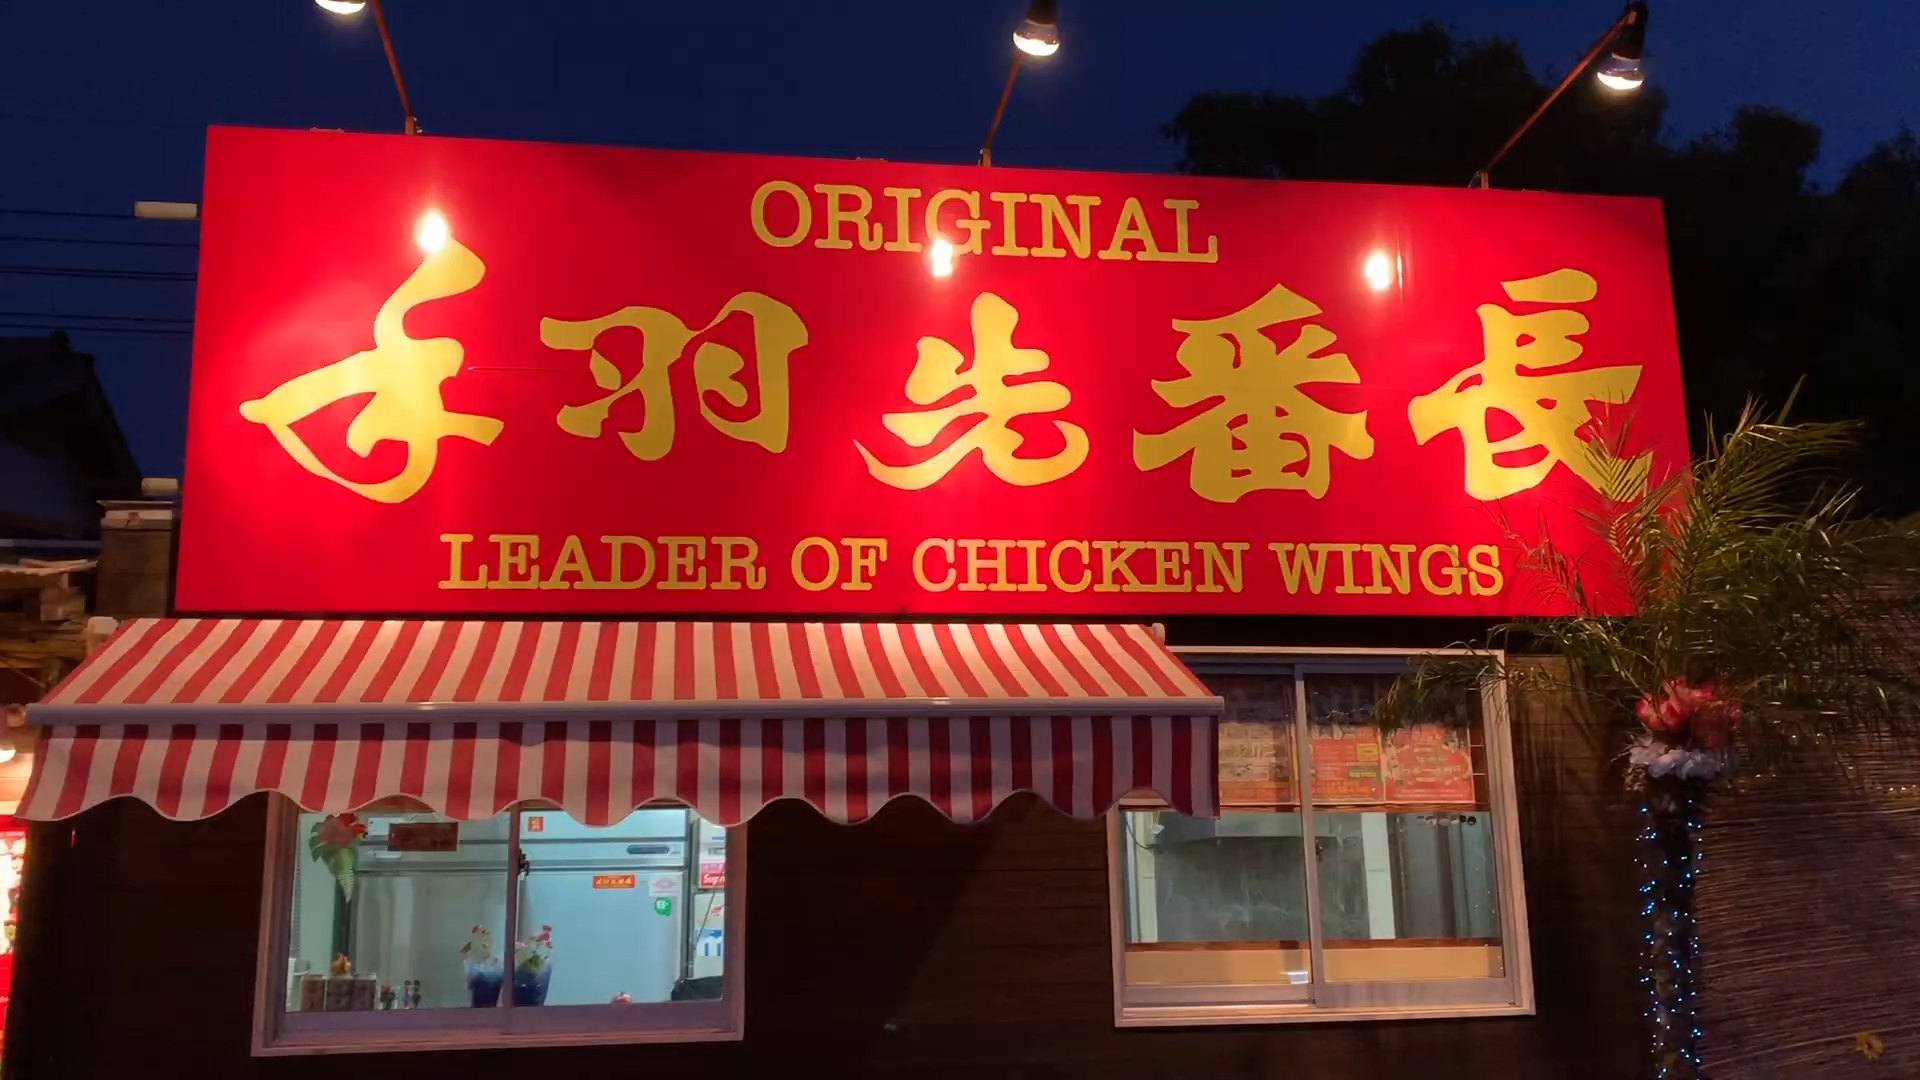 ORIGINAL
手羽先番長
LEADER OF CHICKEN WINGS